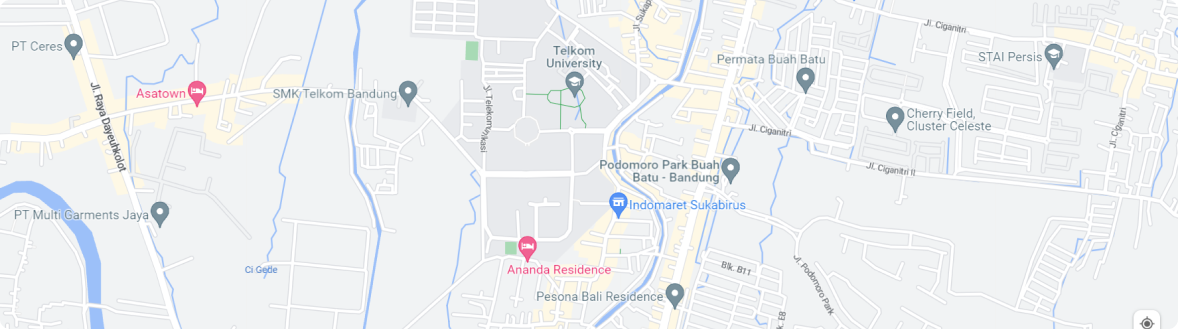 Jl. Sukap
Jl. Ciganitri
PT Ceres
Telkom
University
Permata Buah Batu
STAI Persis
Asatown
SMK Telkom Bandung
Jl. Raya Dayeuhkolot
Jl. Telekomunikasi
Cherry Field,
Cluster Celeste
Jl. Ciganitri
Jl. Ciganitri
Jl. Ciganitri II
Podomoro Park Buah
Batu - Bandung
Indomaret Sukabirus
PT Multi Garments Jaya
Ci Gede
Ananda Residence
Blk. B11
Jl. Podomoro Park
Pesona Bali Residence
Blk. E8